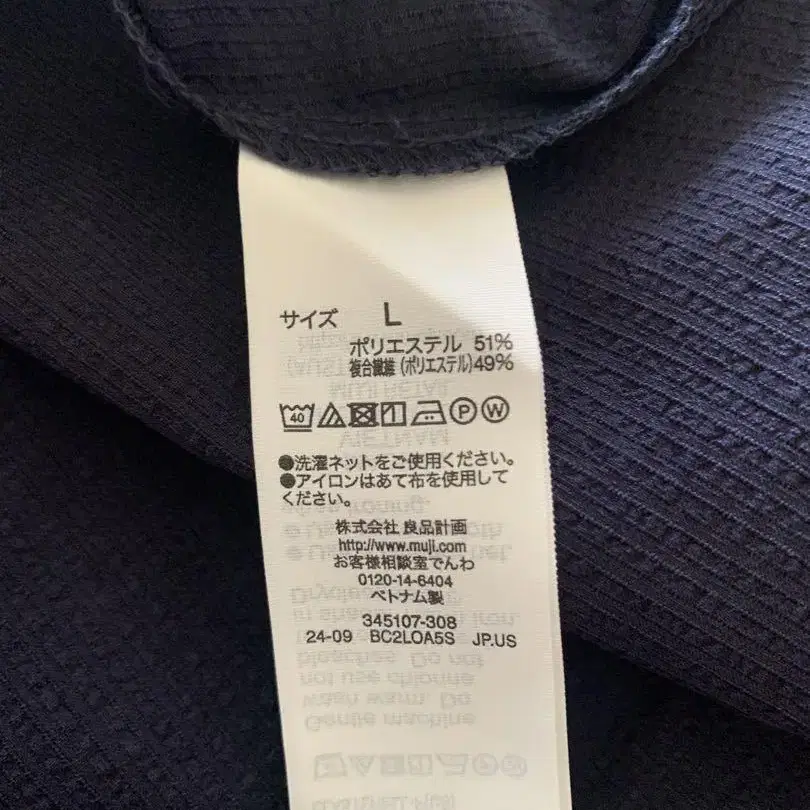 サイズ L
ポリエステル 51%
複合繊維(ポリエステル)49%
40 P W
●洗濯ネットをご使用ください。
●アイロンはあて布を使用して
ください。
株式会社 良品計画
http://www.muji.com
お客様相談室でんわ
0120-14-6404
ベトナム製
345107-308
24-09 BC2LOA5S JP.US